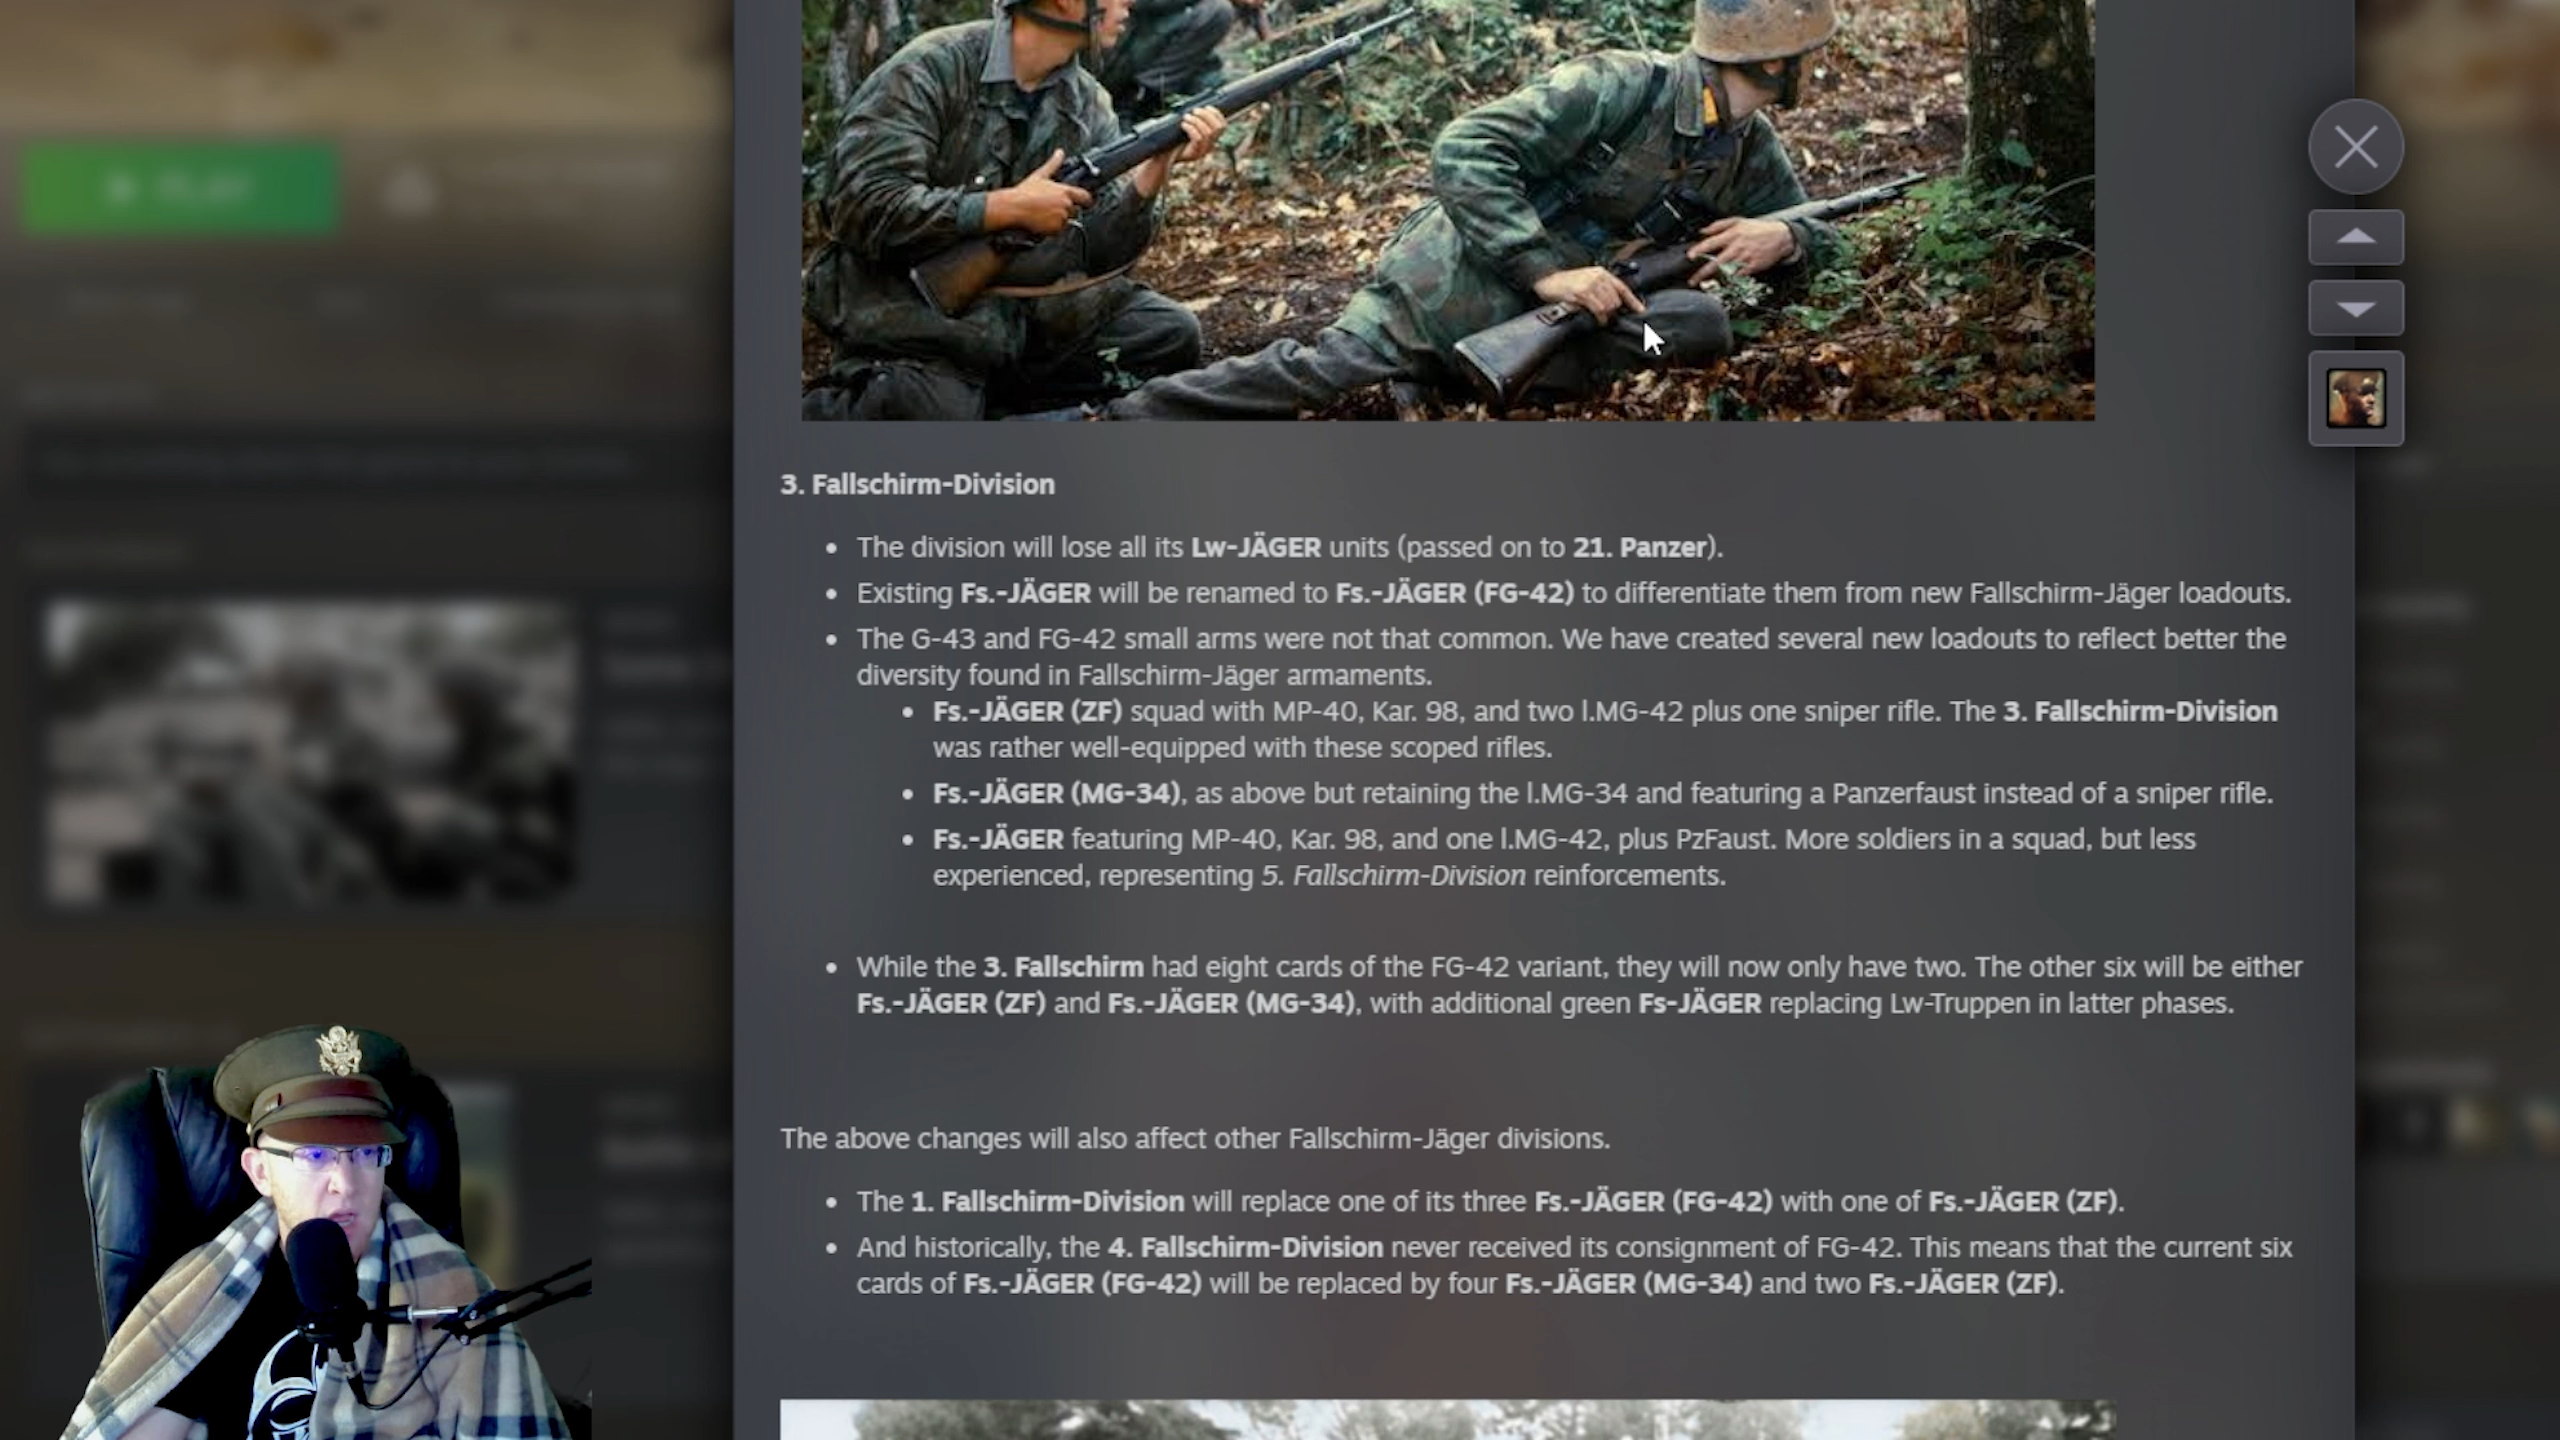 3. Fallschirm-Division
• The division will lose all its Lw-JÄGER units (passed on to 21. Panzer).
• Existing Fs.-JÄGER will be renamed to Fs.-JÄGER (FG-42) to differentiate them from new Fallschirm-Jäger loadouts.
• The G-43 and FG-42 small arms were not that common. We have created several new loadouts to reflect better the
diversity found in Fallschirm-Jäger armaments.
• Fs.-JÄGER (ZF) squad with MP-40, Kar. 98, and two l.MG-42 plus one sniper rifle. The 3. Fallschirm-Division
was rather well-equipped with these scoped rifles.
• Fs.-JÄGER (MG-34), as above but retaining the l.MG-34 and featuring a Panzerfaust instead of a sniper rifle.
• Fs.-JÄGER featuring MP-40, Kar. 98, and one l.MG-42, plus PzFaust. More soldiers in a squad, but less
experienced, representing 5. Fallschirm-Division reinforcements.
• While the 3. Fallschirm had eight cards of the FG-42 variant, they will now only have two. The other six will be either
Fs.-JÄGER (ZF) and Fs.-JÄGER (MG-34), with additional green Fs-JÄGER replacing Lw-Truppen in latter phases.
The above changes will also affect other Fallschirm-Jäger divisions.
• The 1. Fallschirm-Division will replace one of its three Fs.-JÄGER (FG-42) with one of Fs.-JÄGER (ZF).
• And historically, the 4. Fallschirm-Division never received its consignment of FG-42. This means that the current six
cards of Fs.-JÄGER (FG-42) will be replaced by four Fs.-JÄGER (MG-34) and two Fs.-JÄGER (ZF).